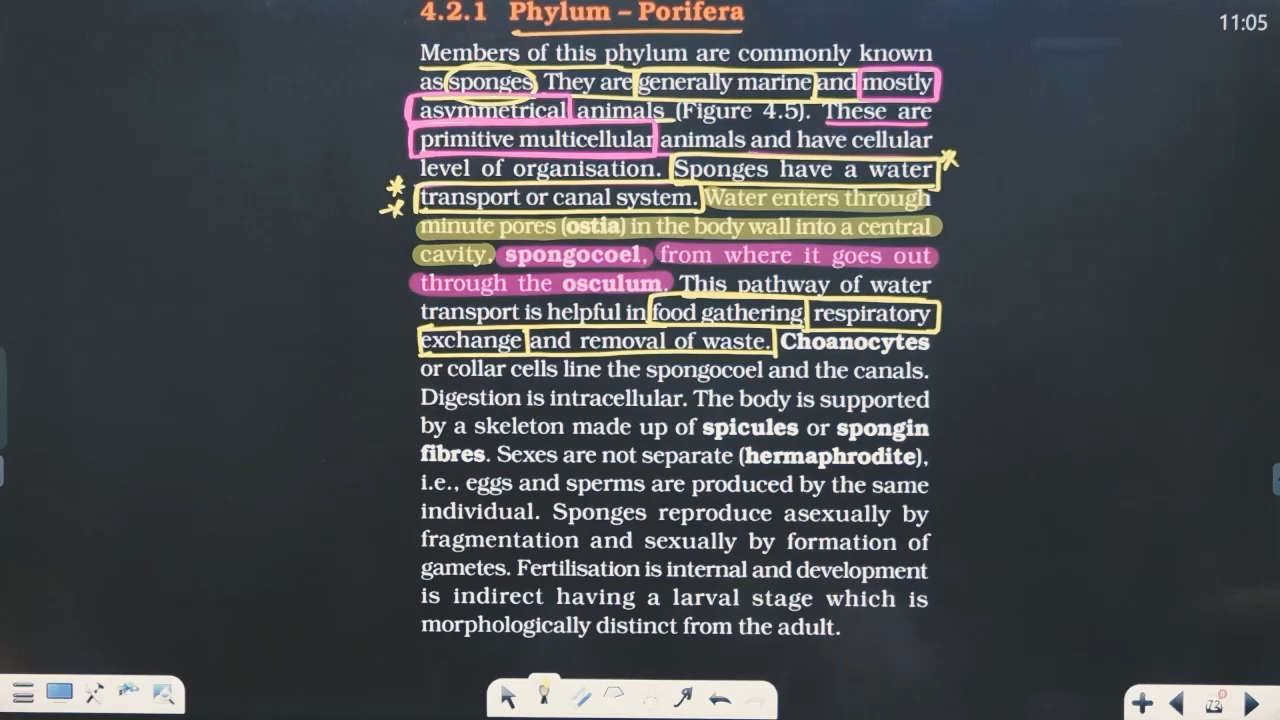 4.2.1 Phylum – Porifera
11:05
Members of this phylum are commonly known
as sponges. They are generally marine and mostly
asymmetrical animals (Figure 4.5). These are
primitive multicellular animals and have cellular
level of organisation. Sponges have a water
transport or canal system. Water enters through
minute pores (ostia) in the body wall into a central
cavity, spongocoel, from where it goes out
through the osculum. This pathway of water
transport is helpful in food gathering, respiratory
exchange and removal of waste. Choanocytes
or collar cells line the spongocoel and the canals.
Digestion is intracellular. The body is supported
by a skeleton made up of spicules or spongin
fibres. Sexes are not separate (hermaphrodite),
i.e., eggs and sperms are produced by the same
individual. Sponges reproduce asexually by
fragmentation and sexually by formation of
gametes. Fertilisation is internal and development
is indirect having a larval stage which is
morphologically distinct from the adult.
72